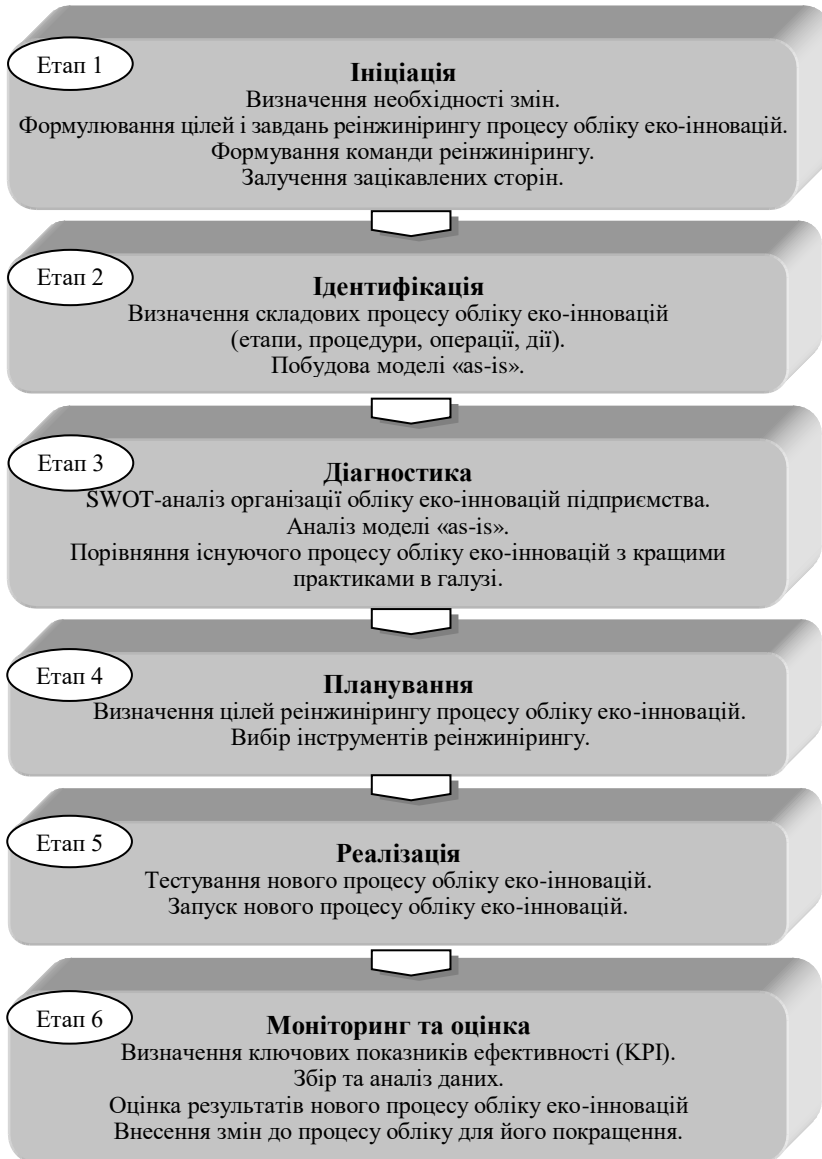 Етап 1
Ініціація
Визначення необхідності змін.
Формулювання цілей і завдань реінжинірингу процесу обліку еко-інновацій.
Формування команди реінжинірингу.
Залучення зацікавлених сторін.
Етап 2
Ідентифікація
Визначення складових процесу обліку еко-інновацій
(етапи, процедури, операції, дії).
Побудова моделі «as-is».
Етап 3
Діагностика
SWOT-аналіз організації обліку еко-інновацій підприємства.
Аналіз моделі «as-is».
Порівняння існуючого процесу обліку еко-інновацій з кращими
практиками в галузі.
Етап 4
Планування
Визначення цілей реінжинірингу процесу обліку еко-інновацій.
Вибір інструментів реінжинірингу.
Етап 5
Реалізація
Тестування нового процесу обліку еко-інновацій.
Запуск нового процесу обліку еко-інновацій.
Етап 6
Моніторинг та оцінка
Визначення ключових показників ефективності (KPI).
Збір та аналіз даних.
Оцінка результатів нового процесу обліку еко-інновацій
Внесення змін до процесу обліку для його покращення.